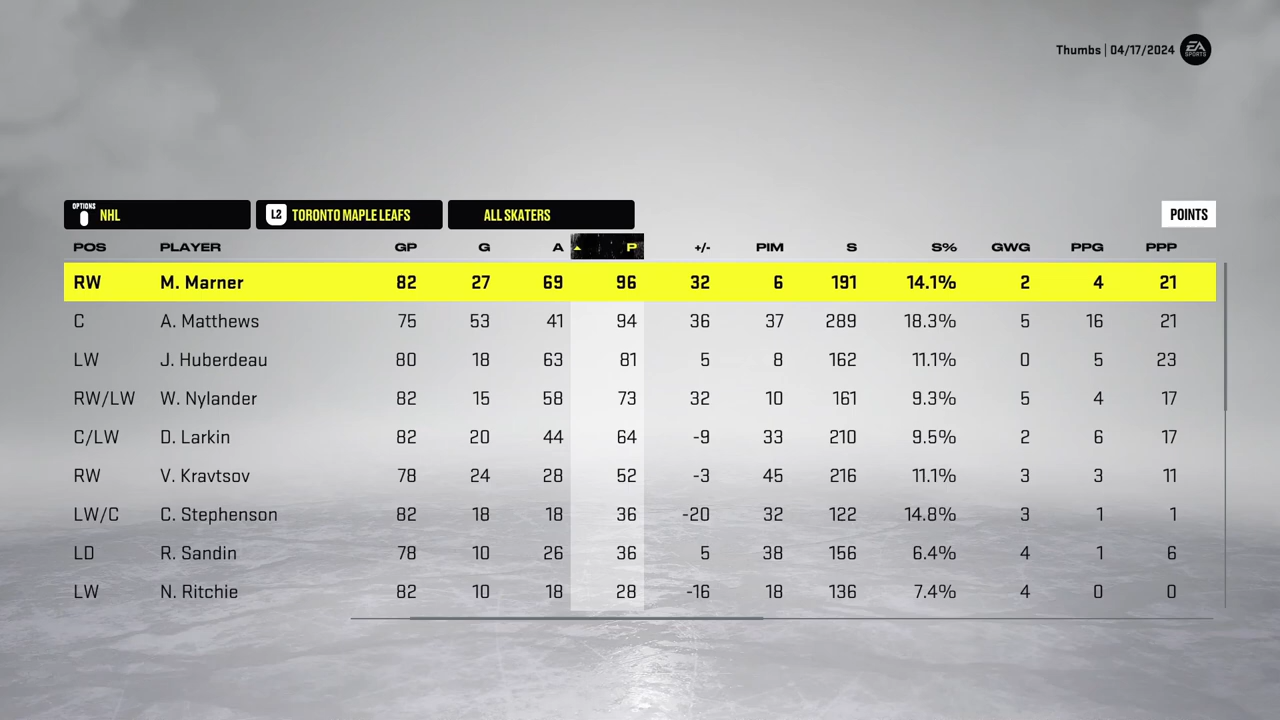 Thumbs | 04/17/2024 EA SPORTS
OPTIONS NHL L2 TORONTO MAPLE LEAFS ALL SKATERS POINTS
POS PLAYER GP G A P +/- PIM S S% GWG PPG PPP
RW M. Marner 82 27 69 96 32 6 191 14.1% 2 4 21
C A. Matthews 75 53 41 94 36 37 289 18.3% 5 16 21
LW J. Huberdeau 80 18 63 81 5 8 162 11.1% 0 5 23
RW/LW W. Nylander 82 15 58 73 32 10 161 9.3% 5 4 17
C/LW D. Larkin 82 20 44 64 -9 33 210 9.5% 2 6 17
RW V. Kravtsov 78 24 28 52 -3 45 216 11.1% 3 3 11
LW/C C. Stephenson 82 18 18 36 -20 32 122 14.8% 3 1 1
LD R. Sandin 78 10 26 36 5 38 156 6.4% 4 1 6
LW N. Ritchie 82 10 18 28 -16 18 136 7.4% 4 0 0